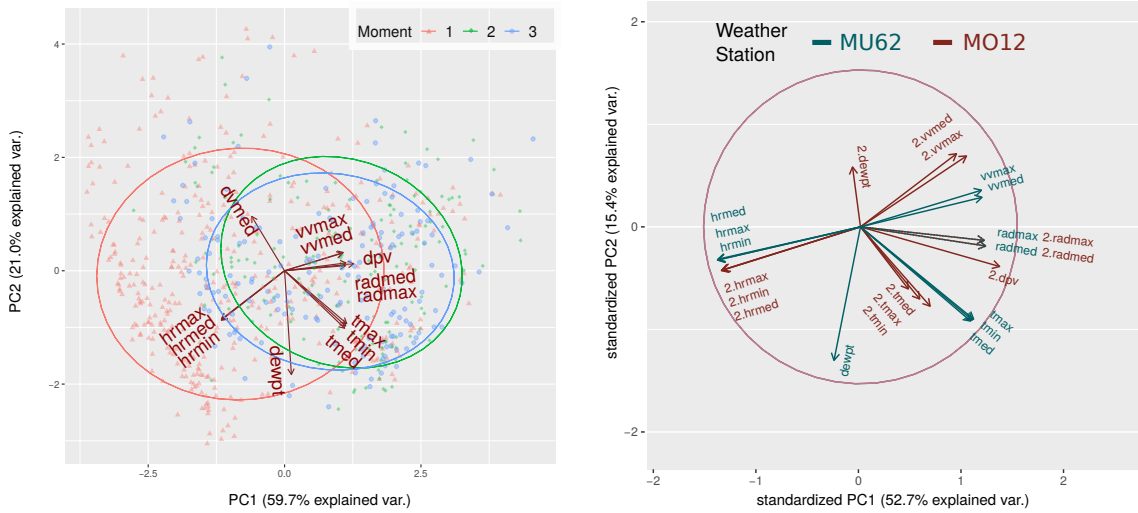 Moment 1 2 3
4
2
0
−2
−2.5 0.0 2.5
PC2 (21.0% explained var.)
PC1 (59.7% explained var.)
dvmed
vvmax
vvmed
dpv
radmed
radmax
hrmax
hrmed
hrmin
tmax
tmin
tmed
dewpt
Weather
Station
MU62 MO12
2
0
−2
−2 −1 0 1 2
standardized PC2 (15.4% explained var.)
standardized PC1 (52.7% explained var.)
2.dewpt
2.vvmed
2.vvmax
vvmax
vvmed
hrmed
hrmax
hrmin
radmax 2.radmax
radmed 2.radmed
2.dpv
2.hrmax
2.hrmin
2.hrmed
2.tmed
2.tmax
2.tmin
tmax
tmin
tmed
dewpt